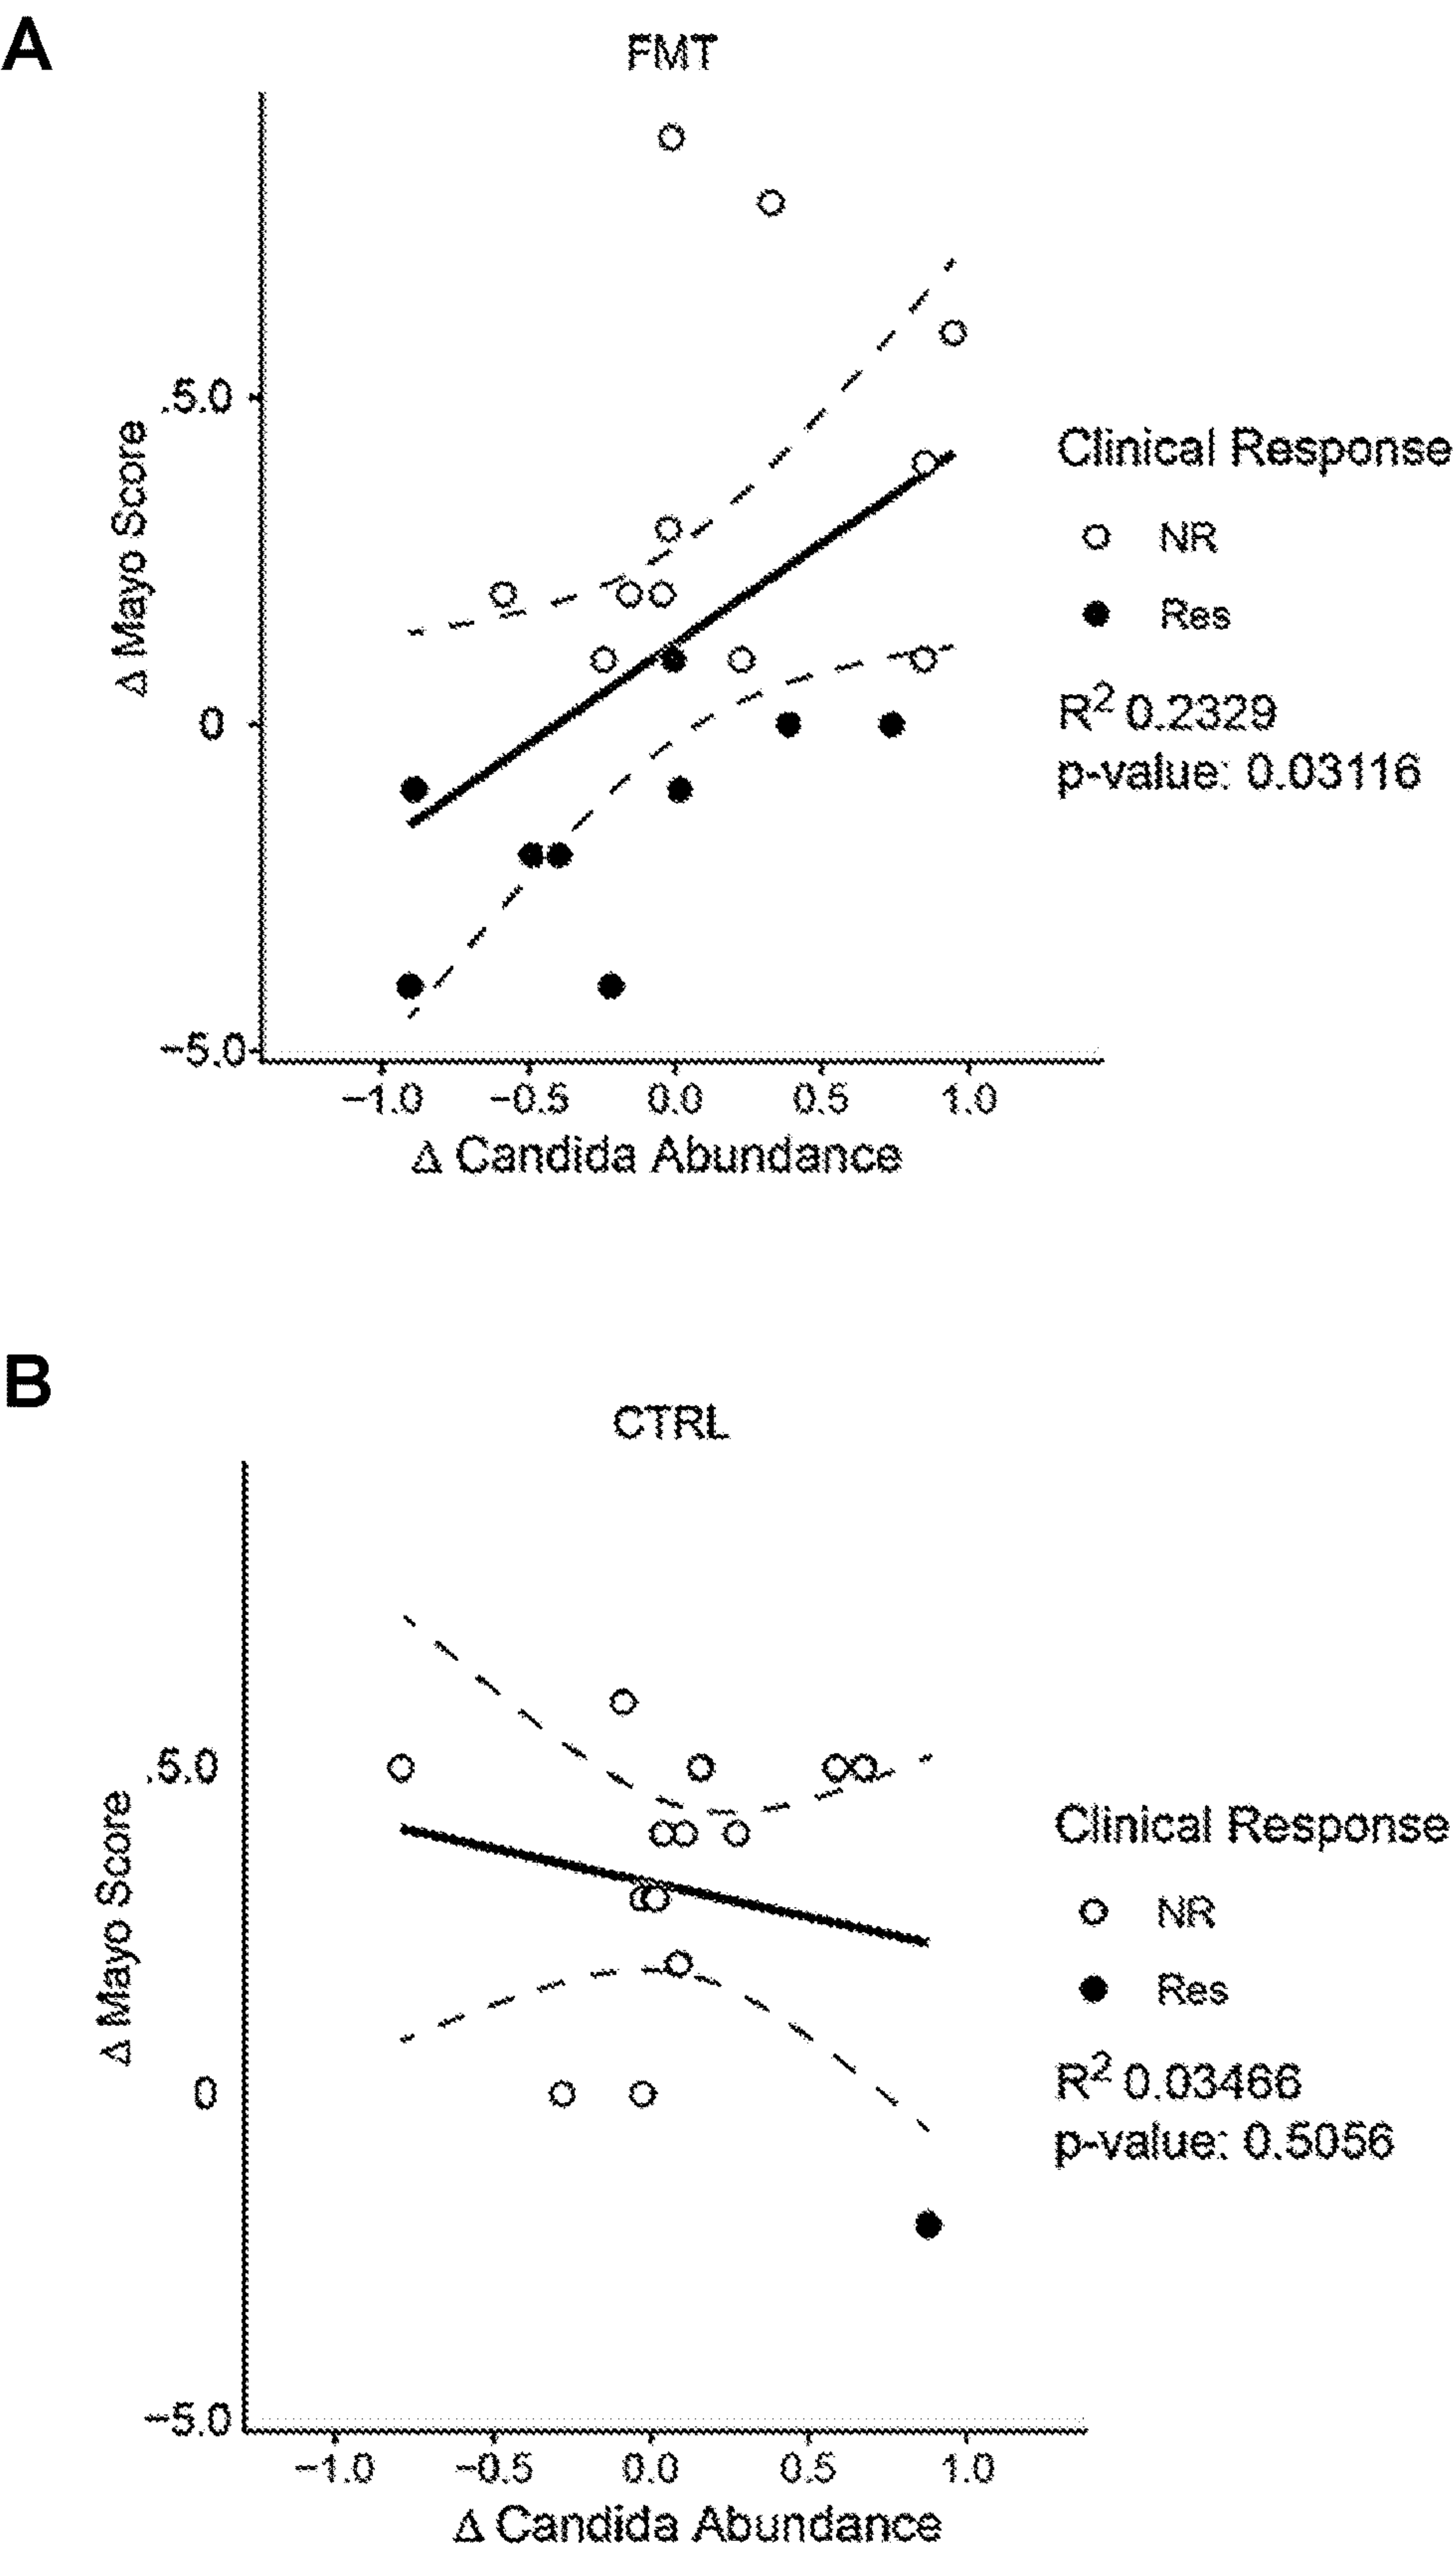 A
FMT
.5.0
0
−5.0
Δ Mayo Score
−1.0 −0.5 0.0 0.5 1.0
Δ Candida Abundance
Clinical Response
NR
Res
R² 0.2329
p-value: 0.03116
B
CTRL
.5.0
0
−5.0
Δ Mayo Score
−1.0 −0.5 0.0 0.5 1.0
Δ Candida Abundance
Clinical Response
NR
Res
R² 0.03466
p-value: 0.5056